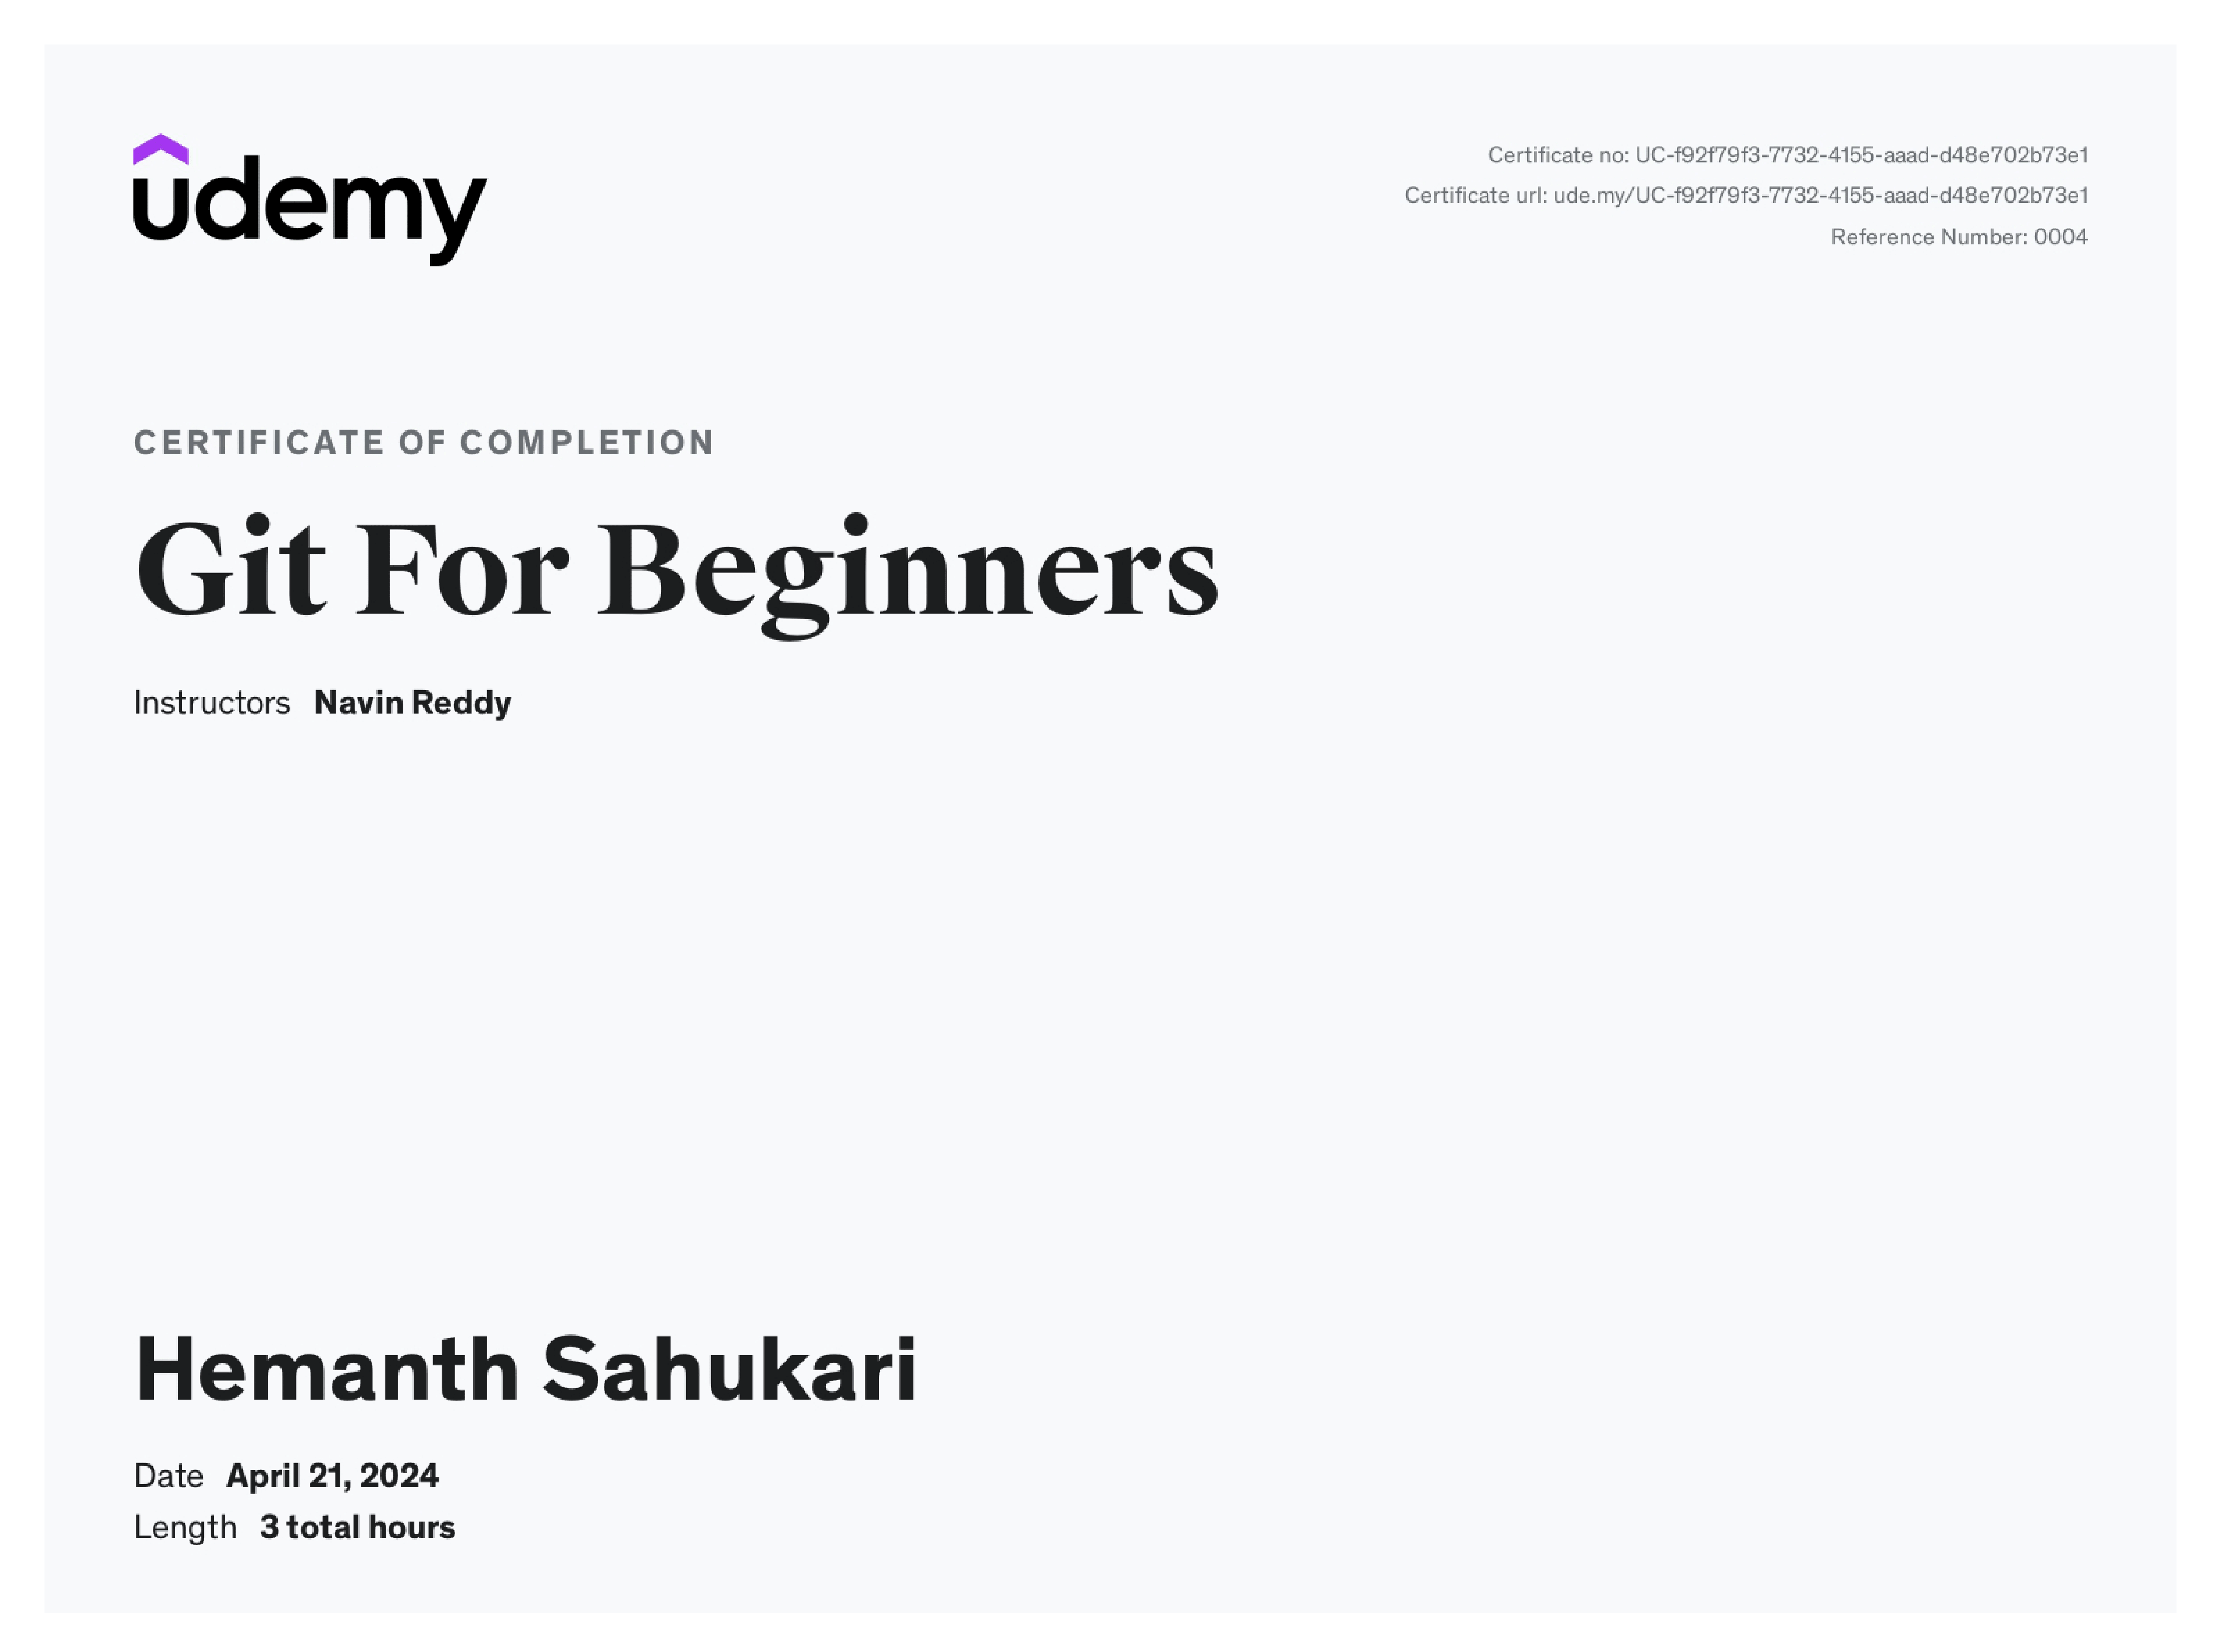 udemy
Certificate no: UC-f92f79f3-7732-4155-aaad-d48e702b73e1
Certificate url: ude.my/UC-f92f79f3-7732-4155-aaad-d48e702b73e1
Reference Number: 0004
CERTIFICATE OF COMPLETION
Git For Beginners
Instructors Navin Reddy
Hemanth Sahukari
Date April 21, 2024
Length 3 total hours